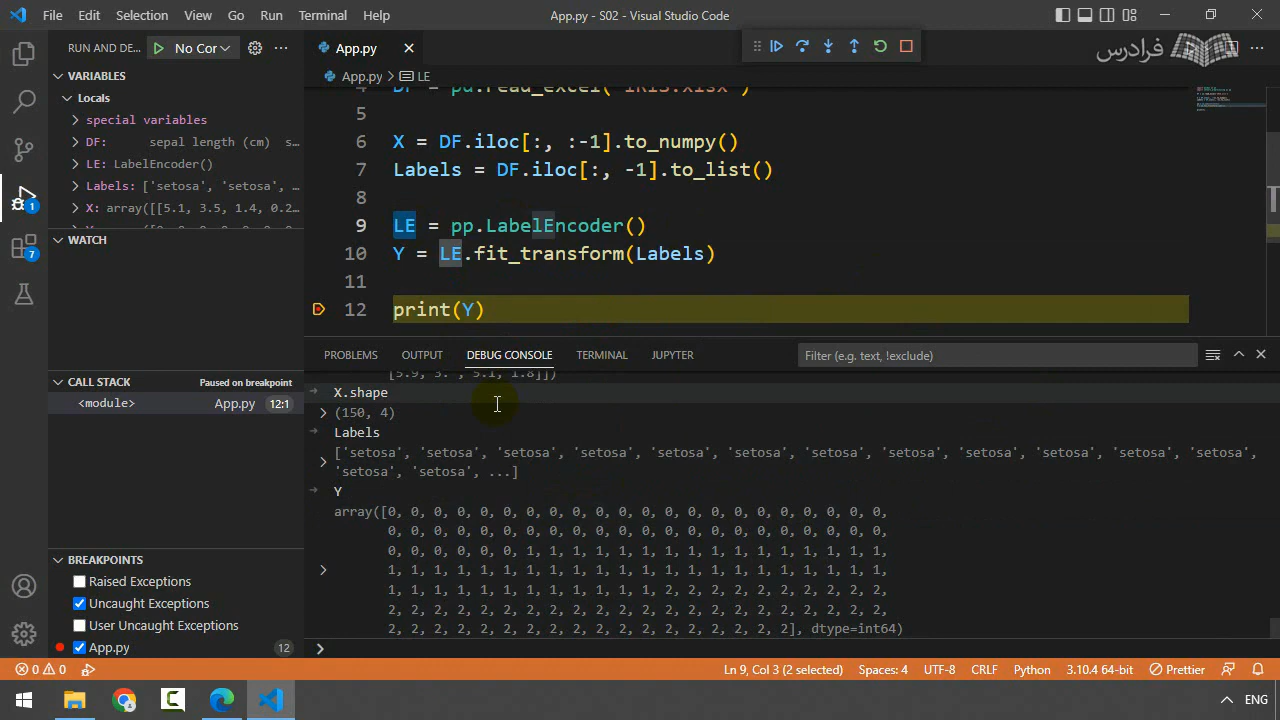 File Edit Selection View Go Run Terminal Help
App.py - S02 - Visual Studio Code
RUN AND DE... No Cor
App.py
فرادرس
App.py > LE
VARIABLES
Locals
special variables
DF: sepal length (cm) s...
LE: LabelEncoder()
Labels: ['setosa', 'setosa', ...
X: array([[5.1, 3.5, 1.4, 0.2...
WATCH
CALL STACK Paused on breakpoint
<module> App.py 12:1
BREAKPOINTS
Raised Exceptions
Uncaught Exceptions
User Uncaught Exceptions
App.py 12
1
7
4 DF = pd.read_excel('IRIS.xlsx')
5
6 X = DF.iloc[:, :-1].to_numpy()
7 Labels = DF.iloc[:, -1].to_list()
8
9 LE = pp.LabelEncoder()
10 Y = LE.fit_transform(Labels)
11
12 print(Y)
PROBLEMS OUTPUT DEBUG CONSOLE TERMINAL JUPYTER Filter (e.g. text, !exclude)
[5.9, 3. , 5.1, 1.8]])
X.shape
(150, 4)
Labels
['setosa', 'setosa', 'setosa', 'setosa', 'setosa', 'setosa', 'setosa', 'setosa', 'setosa', 'setosa', 'setosa', 'setosa',
'setosa', 'setosa', ...]
Y
array([0, 0, 0, 0, 0, 0, 0, 0, 0, 0, 0, 0, 0, 0, 0, 0, 0, 0, 0, 0, 0, 0,
0, 0, 0, 0, 0, 0, 0, 0, 0, 0, 0, 0, 0, 0, 0, 0, 0, 0, 0, 0, 0, 0,
0, 0, 0, 0, 0, 0, 1, 1, 1, 1, 1, 1, 1, 1, 1, 1, 1, 1, 1, 1, 1, 1,
1, 1, 1, 1, 1, 1, 1, 1, 1, 1, 1, 1, 1, 1, 1, 1, 1, 1, 1, 1, 1, 1,
1, 1, 1, 1, 1, 1, 1, 1, 1, 1, 1, 1, 2, 2, 2, 2, 2, 2, 2, 2, 2, 2,
2, 2, 2, 2, 2, 2, 2, 2, 2, 2, 2, 2, 2, 2, 2, 2, 2, 2, 2, 2, 2, 2,
2, 2, 2, 2, 2, 2, 2, 2, 2, 2, 2, 2, 2, 2, 2, 2, 2, 2], dtype=int64)
0 0 Ln 9, Col 3 (2 selected) Spaces: 4 UTF-8 CRLF Python 3.10.4 64-bit Prettier
ENG